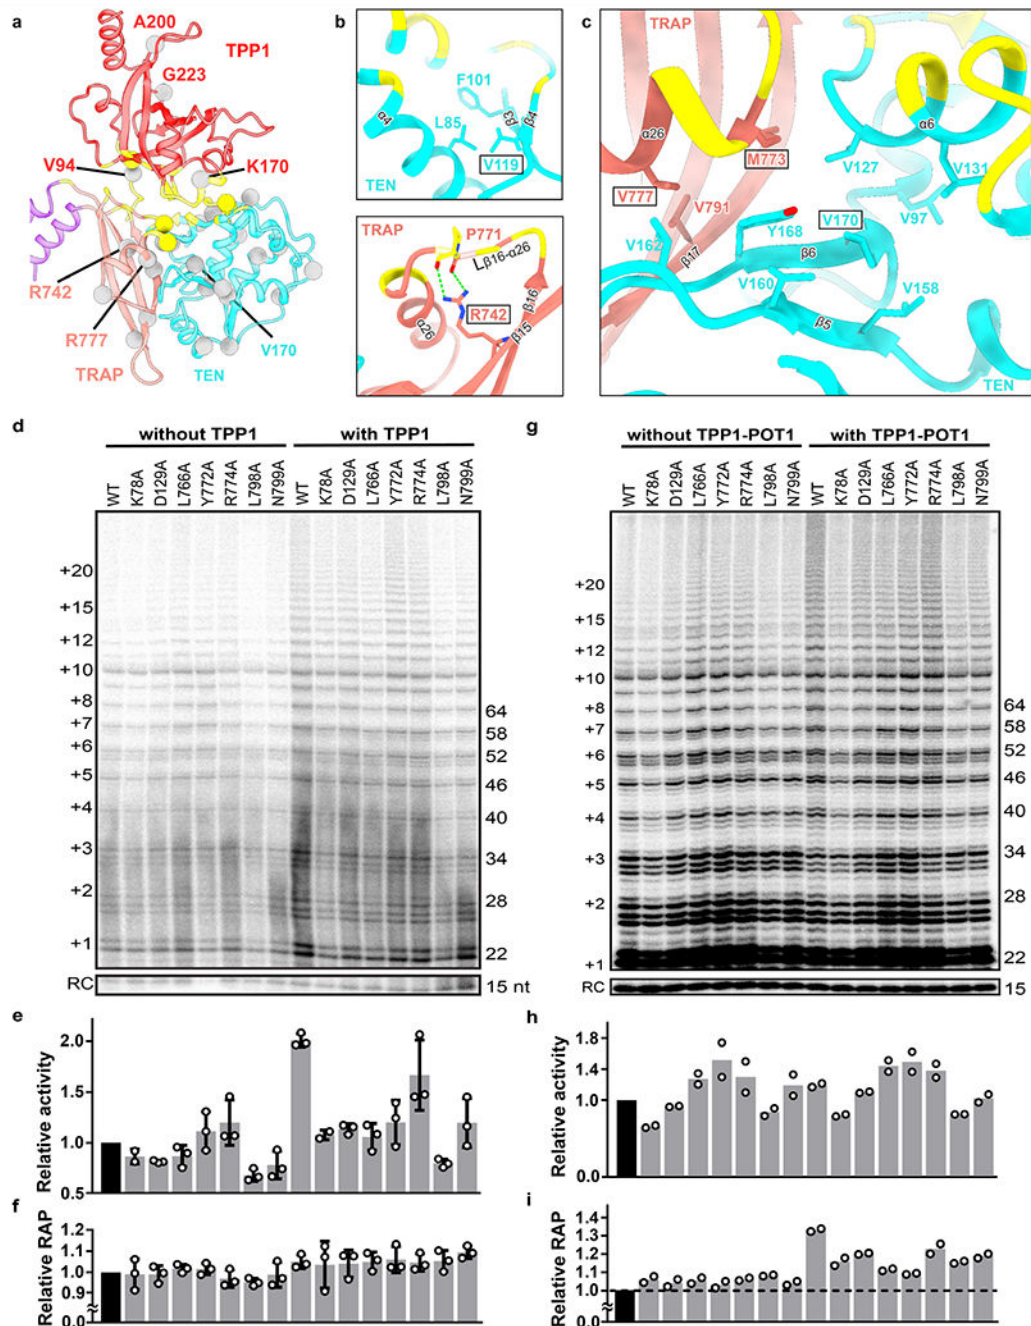 a
A200
TPP1
G223
V94
K170
R742
R777
V170
TRAP
TEN
b
F101
α4
L85
β3
β4
V119
TEN
TRAP
P771
Lβ16-α26
R742
α26
β16
β15
c
TRAP
α26
M773
α6
V777
V127
V131
V791
V97
V162
β17
Y168
V170
β6
V160
V158
β5
TEN
d
without TPP1 with TPP1
WT K78A D129A L766A Y772A R774A L798A N799A WT K78A D129A L766A Y772A R774A L798A N799A
+20
+15
+12
+10
+8 64
+7 58
+6 52
+5 46
+4 40
+3 34
+2 28
+1 22
RC 15 nt
e
Relative activity
2.0
1.5
1.0
0.5
f
Relative RAP
1.2
1.1
1.0
0.9
0.0
g
without TPP1-POT1 with TPP1-POT1
WT K78A D129A L766A Y772A R774A L798A N799A WT K78A D129A L766A Y772A R774A L798A N799A
+20
+15
+12
+10
+8 64
+7 58
+6 52
+5 46
+4 40
+3 34
+2 28
+1 22
RC 15
h
Relative activity
1.8
1.4
1.0
0.0
i
Relative RAP
1.4
1.3
1.2
1.1
1.0
0.0